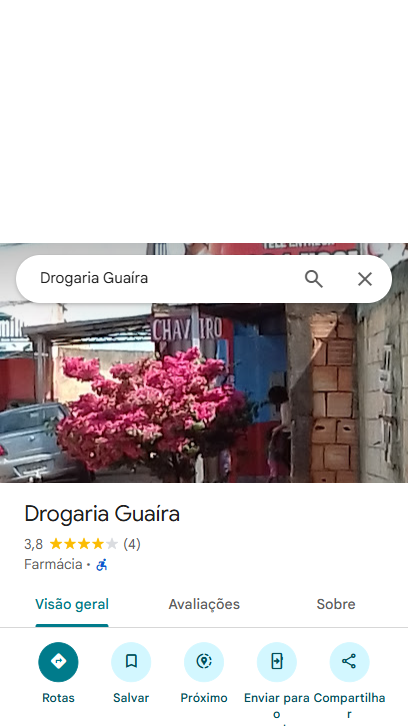 TELE ENTREGA
Drogaria Guaíra
CHAVEIRO
Drogaria Guaíra
3,8 (4)
Farmácia ·
Visão geral Avaliações Sobre
Rotas Salvar Próximo Enviar para o Compartilhar